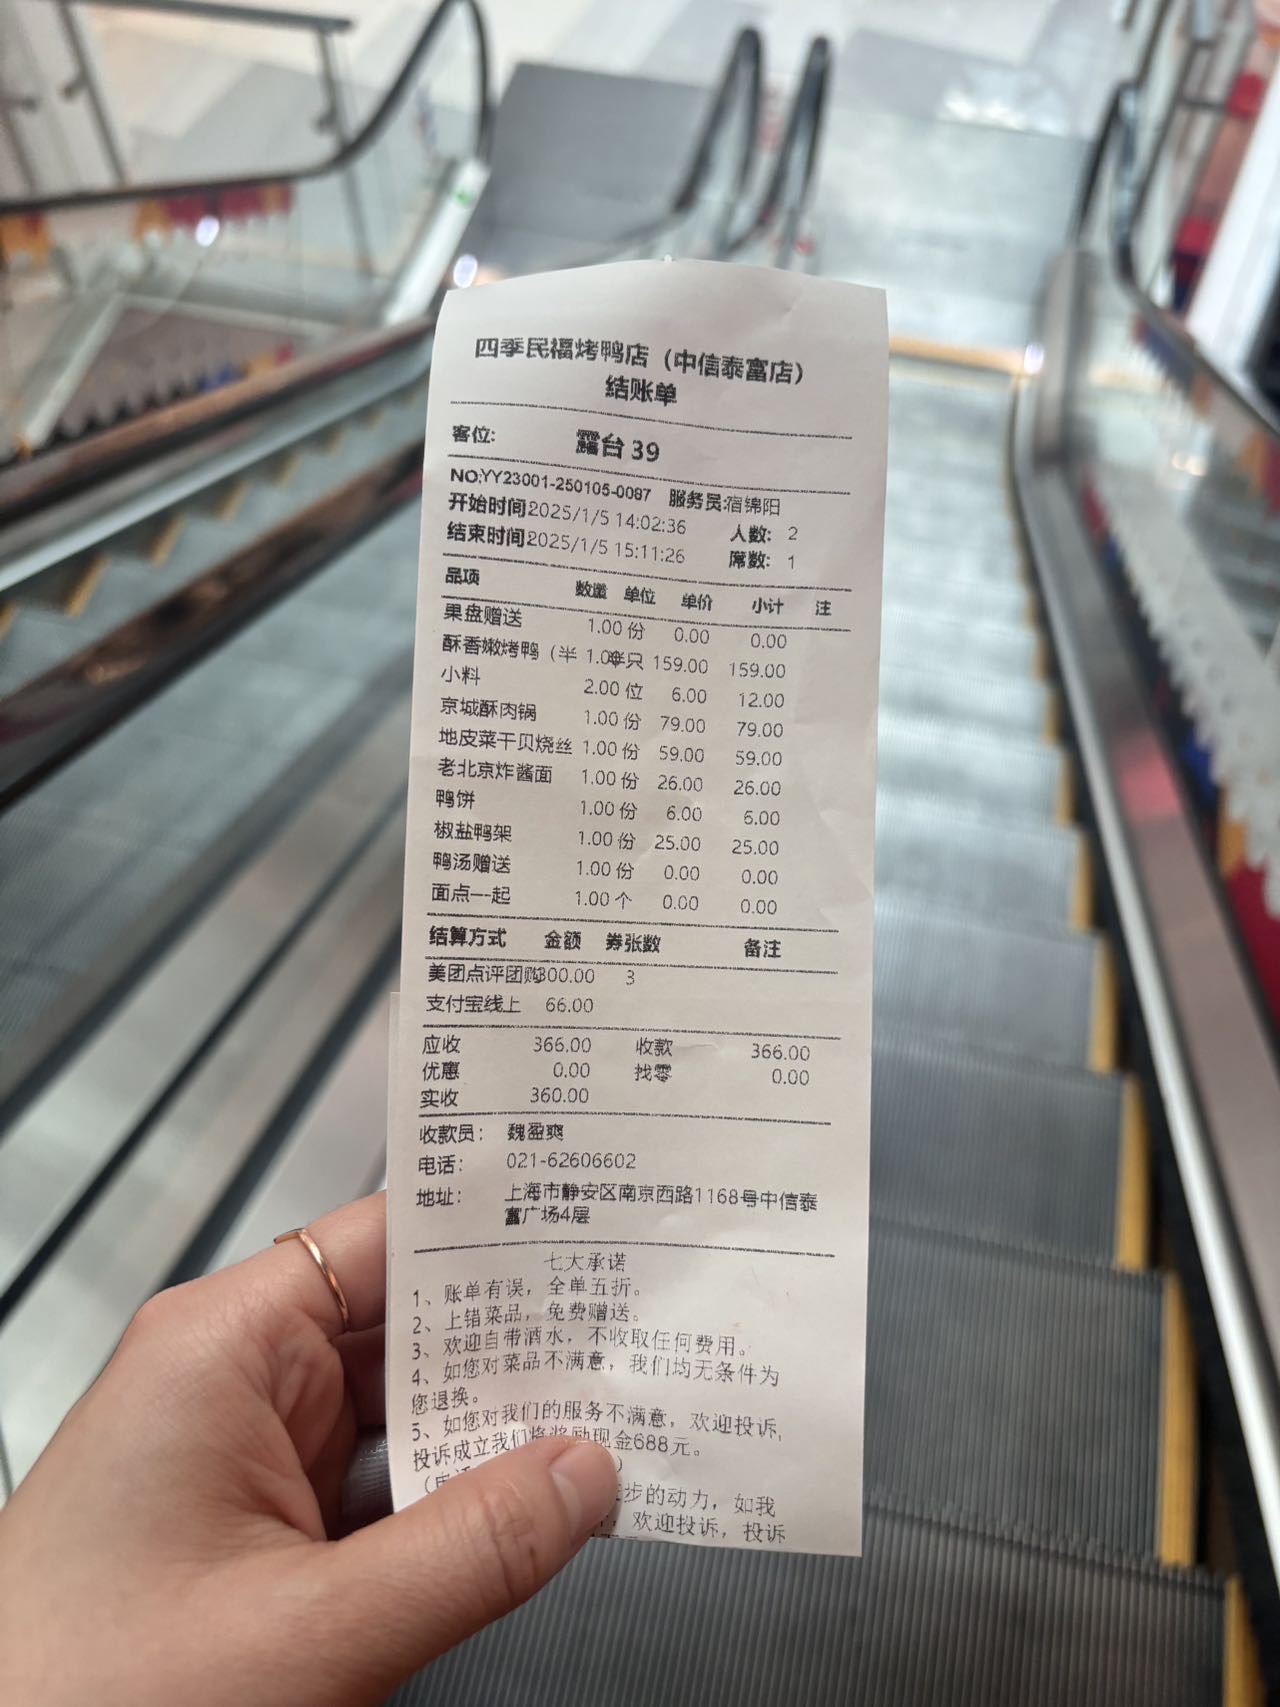 四季民福烤鸭店（中信泰富店）
结账单
客位： 露台 39
NO:YY23001-250105-0087 服务员:宿锦阳
开始时间2025/1/5 14:02:36 人数： 2
结束时间2025/1/5 15:11:26 席数： 1
品项 数量 单位 单价 小计 注
果盘赠送 1.00 份 0.00 0.00
酥香嫩烤鸭（半 1.00半只 159.00 159.00
小料 2.00 位 6.00 12.00
京城酥肉锅 1.00 份 79.00 79.00
地皮菜干贝烧丝 1.00 份 59.00 59.00
老北京炸酱面 1.00 份 26.00 26.00
鸭饼 1.00 份 6.00 6.00
椒盐鸭架 1.00 份 25.00 25.00
鸭汤赠送 1.00 份 0.00 0.00
面点一起 1.00 个 0.00 0.00
结算方式 金额 券张数 备注
美团点评团购300.00 3
支付宝线上 66.00
应收 366.00 收款 366.00
优惠 0.00 找零 0.00
实收 360.00
收款员： 魏盈爽
电话： 021-62606602
地址： 上海市静安区南京西路1168号中信泰
富广场4层
七大承诺
1、账单有误，全单五折。
2、上错菜品，免费赠送。
3、欢迎自带酒水，不收取任何费用。
4、如您对菜品不满意，我们均无条件为
您退换。
5、如您对我们的服务不满意，欢迎投诉，
投诉成立我们将奖励现金688元。
（电话 ）
步的动力，如我
欢迎投诉，投诉